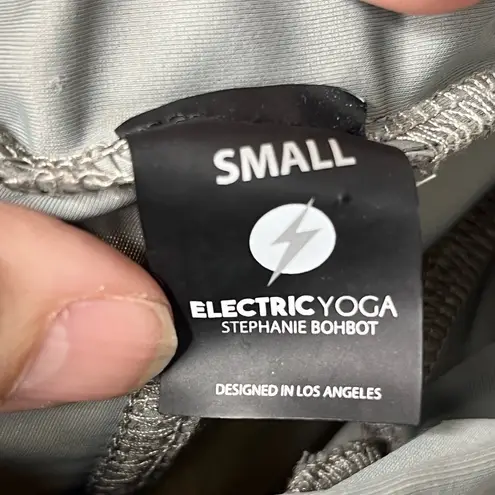 SMALL
ELECTRICYOGA
STEPHANIE BOHBOT
DESIGNED IN LOS ANGELES